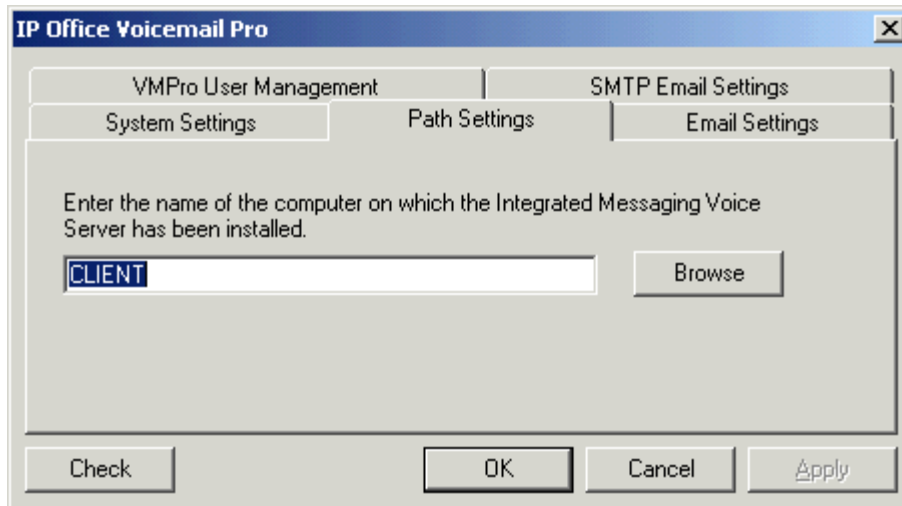 IP Office Voicemail Pro
VMPro User Management
SMTP Email Settings
System Settings
Path Settings
Email Settings
Enter the name of the computer on which the Integrated Messaging Voice
Server has been installed.
CLIENT
Browse
Check
OK
Cancel
Apply